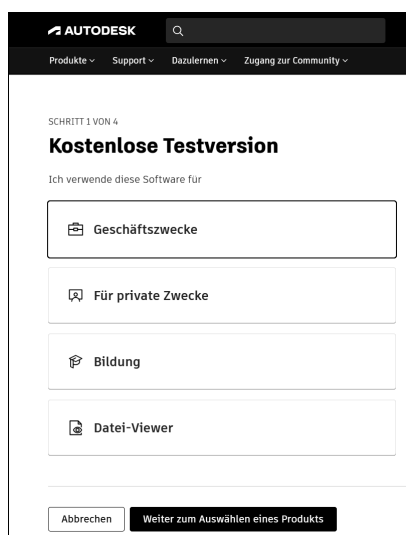 AUTODESK
Produkte Support Dazulernen Zugang zur Community
SCHRITT 1 VON 4
Kostenlose Testversion
Ich verwende diese Software für
Geschäftszwecke
Für private Zwecke
Bildung
Datei-Viewer
Abbrechen Weiter zum Auswählen eines Produkts